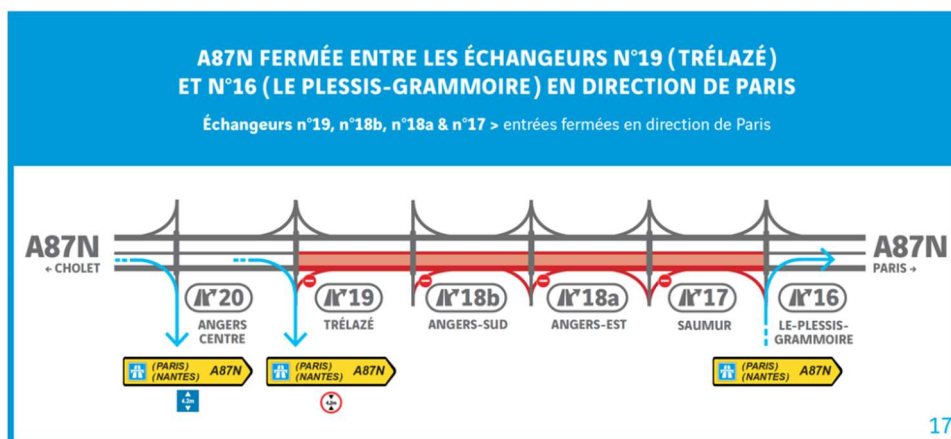 A87N FERMÉE ENTRE LES ÉCHANGEURS N°19 (TRÉLAZÉ)
ET N°16 (LE PLESSIS-GRAMMOIRE) EN DIRECTION DE PARIS
Échangeurs n°19, n°18b, n°18a & n°17 > entrées fermées en direction de Paris
A87N
← CHOLET
A87N
PARIS →
20
ANGERS
CENTRE
19
TRÉLAZÉ
18b
ANGERS-SUD
18a
ANGERS-EST
17
SAUMUR
16
LE-PLESSIS-
GRAMMOIRE
(PARIS)
(NANTES) A87N
4.2m
(PARIS)
(NANTES) A87N
4.2m
(PARIS)
(NANTES) A87N
17